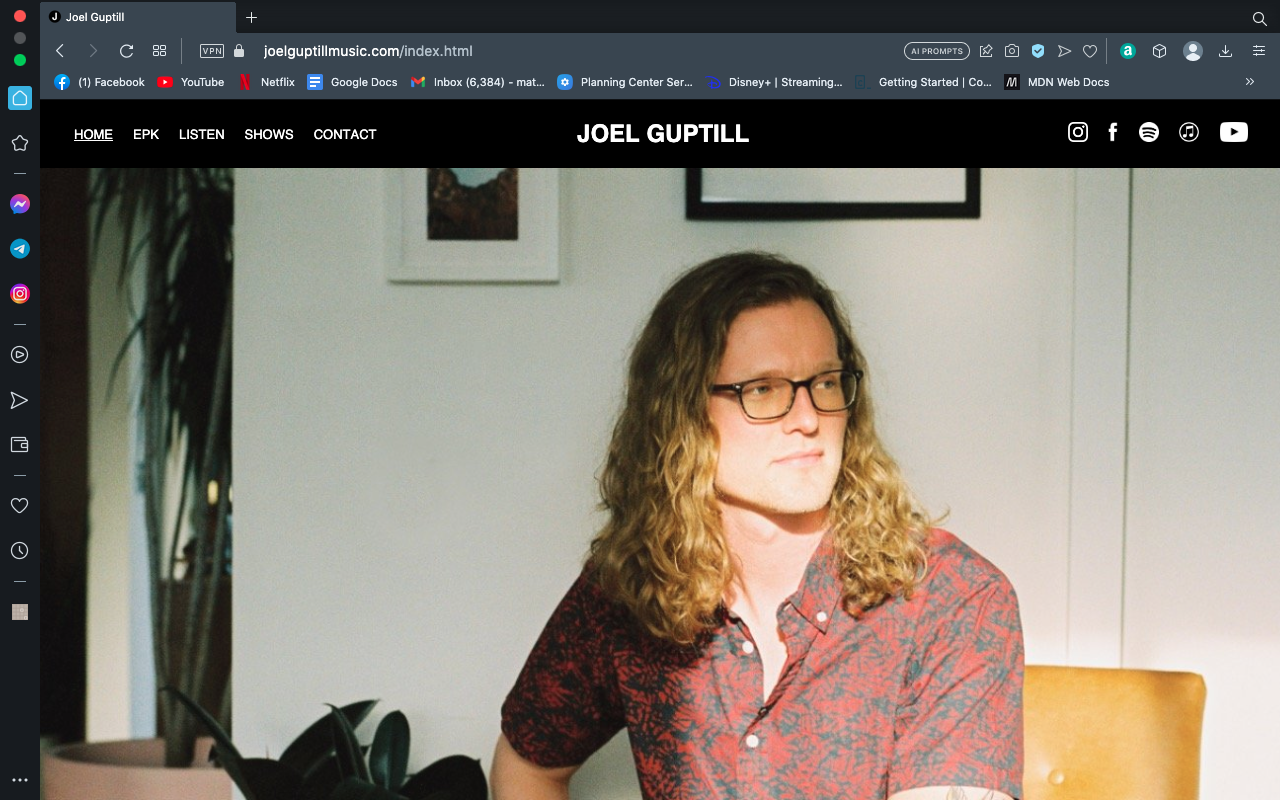 Joel Guptill
VPN joelguptillmusic.com/index.html AI PROMPTS
(1) Facebook YouTube Netflix Google Docs Inbox (6,384) - mat... Planning Center Ser... Disney+ | Streaming... Getting Started | Co... MDN Web Docs
HOME EPK LISTEN SHOWS CONTACT JOEL GUPTILL